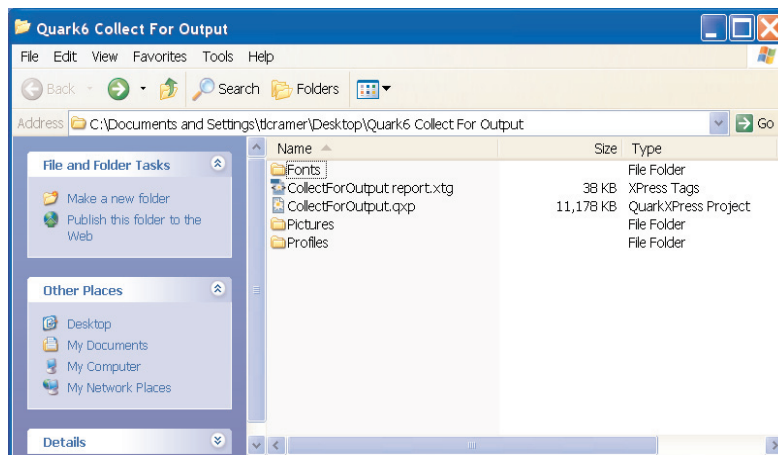 Quark6 Collect For Output
File Edit View Favorites Tools Help
Back Search Folders
Address C:\Documents and Settings\tlcramer\Desktop\Quark6 Collect For Output Go
File and Folder Tasks
Make a new folder
Publish this folder to the
Web
Other Places
Desktop
My Documents
My Computer
My Network Places
Details
Name Size Type
Fonts File Folder
CollectForOutput report.xtg 38 KB XPress Tags
CollectForOutput.qxp 11,178 KB QuarkXPress Project
Pictures File Folder
Profiles File Folder